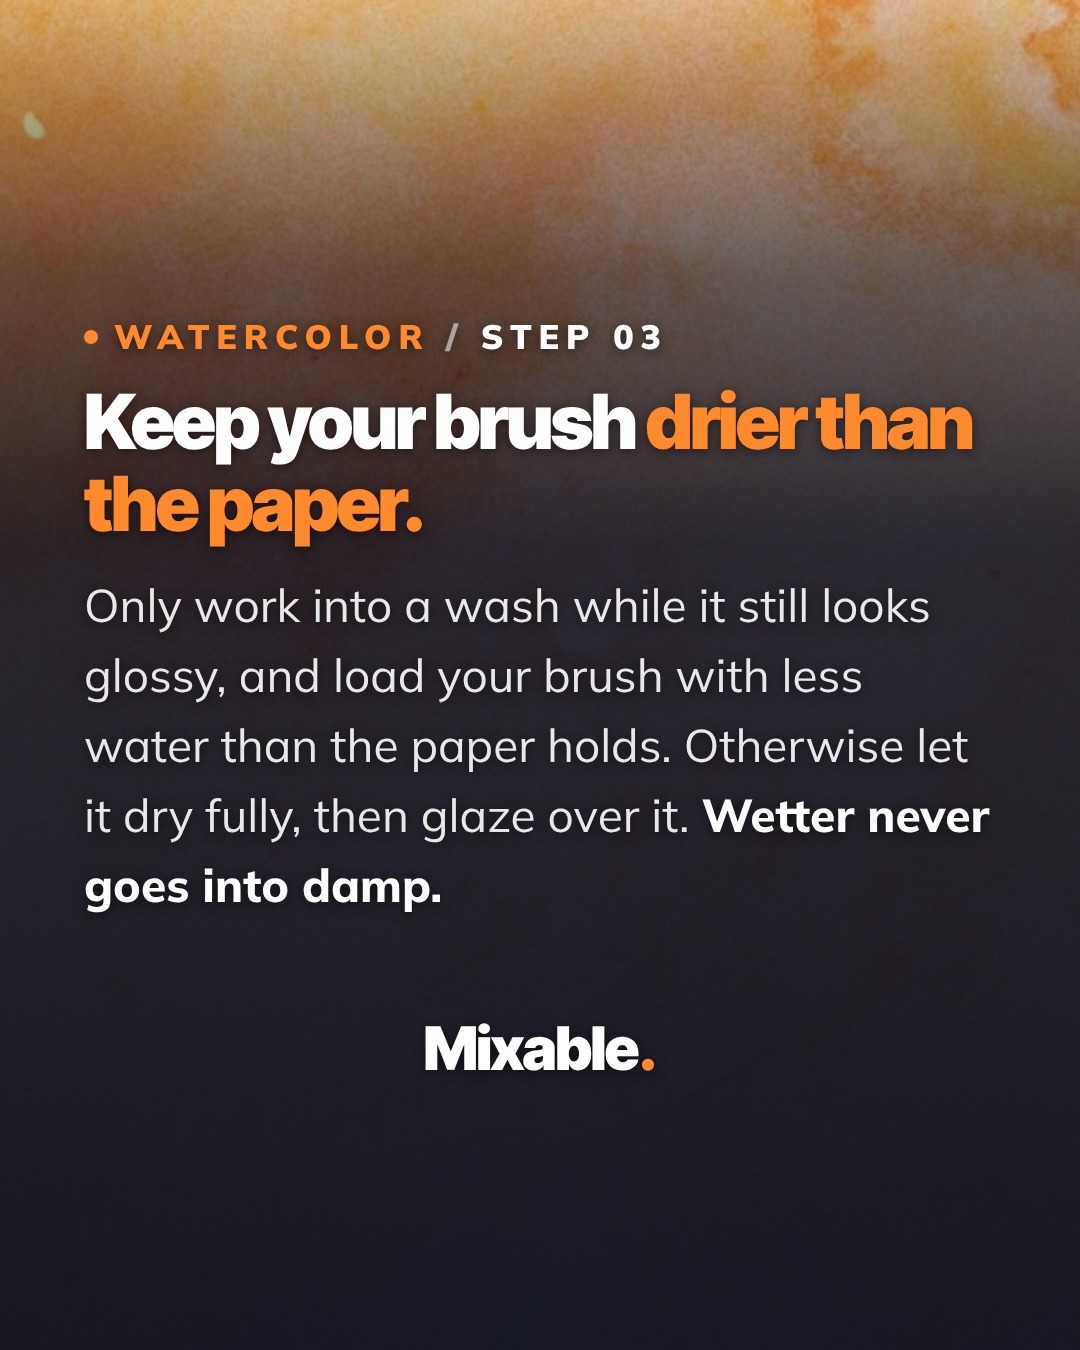 • WATERCOLOR / STEP 03
Keep your brush drier than
the paper.
Only work into a wash while it still looks
glossy, and load your brush with less
water than the paper holds. Otherwise let
it dry fully, then glaze over it. Wetter never
goes into damp.
Mixable.